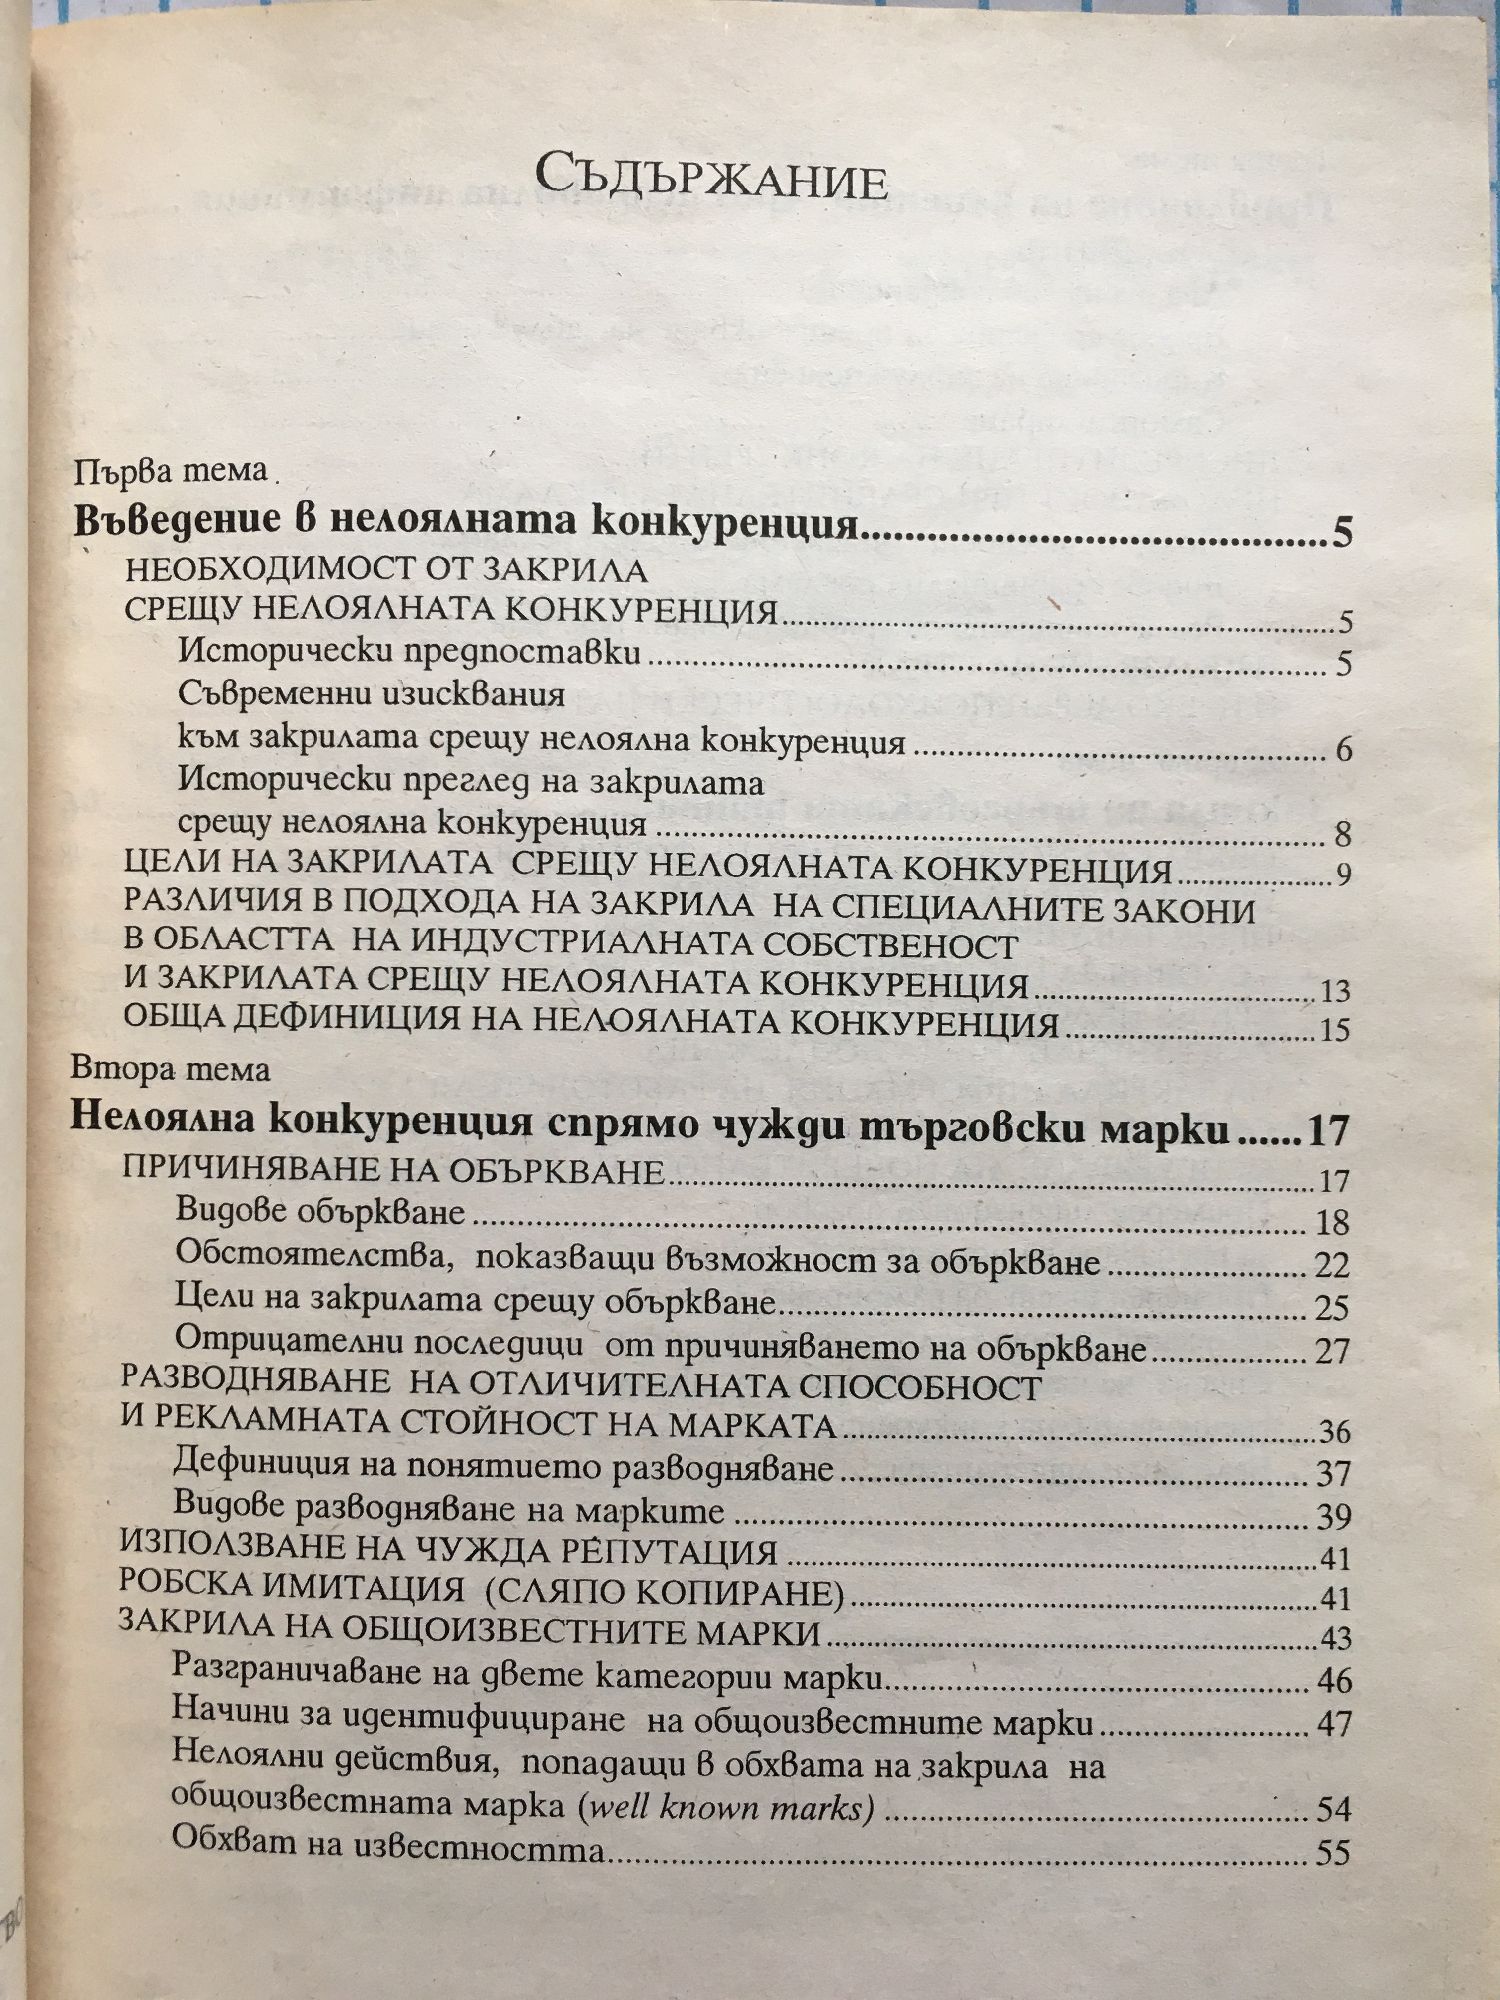 СЪДЪРЖАНИЕ
Първа тема
Въведение в нелоялната конкуренция..........................................5
НЕОБХОДИМОСТ ОТ ЗАКРИЛА
СРЕЩУ НЕЛОЯЛНАТА КОНКУРЕНЦИЯ..........................................5
Исторически предпоставки.......................................... 5
Съвременни изисквания
към закрилата срещу нелоялна конкуренция.......................................... 6
Исторически преглед на закрилата
срещу нелоялна конкуренция.......................................... 8
ЦЕЛИ НА ЗАКРИЛАТА СРЕЩУ НЕЛОЯЛНАТА КОНКУРЕНЦИЯ....................9
РАЗЛИЧИЯ В ПОДХОДА НА ЗАКРИЛА НА СПЕЦИАЛНИТЕ ЗАКОНИ
В ОБЛАСТТА НА ИНДУСТРИАЛНАТА СОБСТВЕНОСТ
И ЗАКРИЛАТА СРЕЩУ НЕЛОЯЛНАТА КОНКУРЕНЦИЯ..............................13
ОБЩА ДЕФИНИЦИЯ НА НЕЛОЯЛНАТА КОНКУРЕНЦИЯ..............................15
Втора тема
Нелоялна конкуренция спрямо чужди търговски марки......17
ПРИЧИНЯВАНЕ НА ОБЪРКВАНЕ..........................................17
Видове объркване.......................................... 18
Обстоятелства, показващи възможност за объркване.................... 22
Цели на закрилата срещу объркване.......................................... 25
Отрицателни последици от причиняването на объркване.................... 27
РАЗВОДНЯВАНЕ НА ОТЛИЧИТЕЛНАТА СПОСОБНОСТ
И РЕКЛАМНАТА СТОЙНОСТ НА МАРКАТА..........................................36
Дефиниция на понятието разводняване.......................................... 37
Видове разводняване на марките.......................................... 39
ИЗПОЛЗВАНЕ НА ЧУЖДА РЕПУТАЦИЯ..........................................41
РОБСКА ИМИТАЦИЯ (СЛЯПО КОПИРАНЕ)..........................................41
ЗАКРИЛА НА ОБЩОИЗВЕСТНИТЕ МАРКИ..........................................43
Разграничаване на двете категории марки.......................................... 46
Начини за идентифициране на общоизвестните марки.................... 47
Нелоялни действия, попадащи в обхвата на закрила на
общоизвестната марка (well known marks).......................................... 54
Обхват на известността.......................................... 55